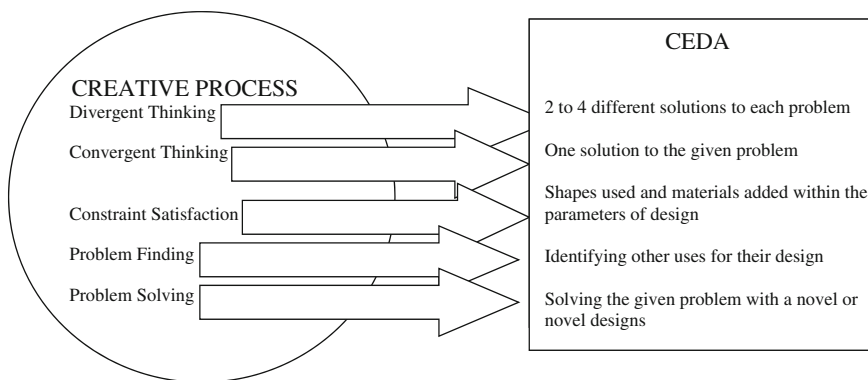 CREATIVE PROCESS
Divergent Thinking
Convergent Thinking
Constraint Satisfaction
Problem Finding
Problem Solving
CEDA
2 to 4 different solutions to each problem
One solution to the given problem
Shapes used and materials added within the
parameters of design
Identifying other uses for their design
Solving the given problem with a novel or
novel designs